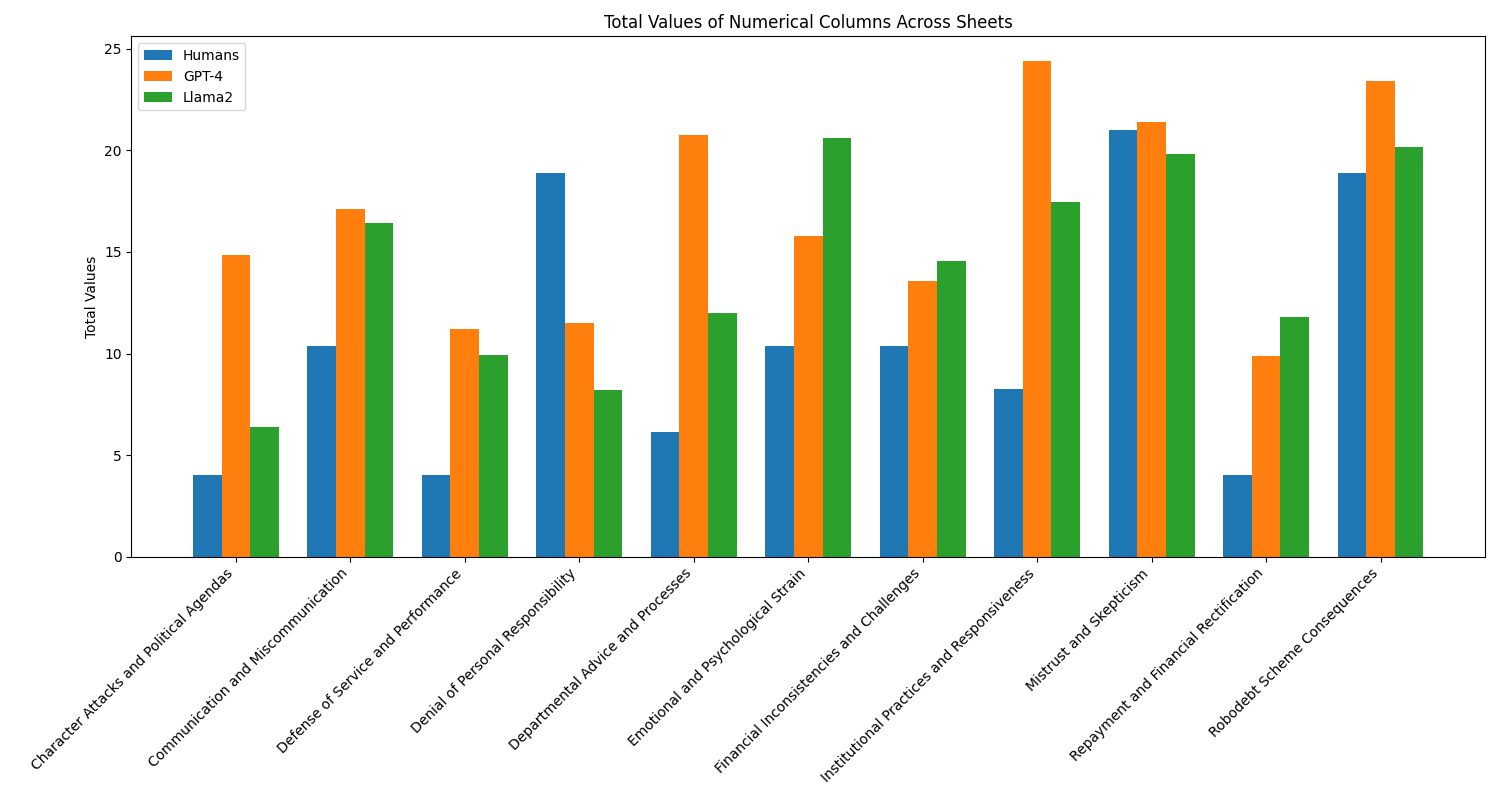 Total Values of Numerical Columns Across Sheets
Humans
GPT-4
Llama2
25
20
15
10
5
0
Total Values
Character Attacks and Political Agendas
Communication and Miscommunication
Defense of Service and Performance
Denial of Personal Responsibility
Departmental Advice and Processes
Emotional and Psychological Strain
Financial Inconsistencies and Challenges
Institutional Practices and Responsiveness
Mistrust and Skepticism
Repayment and Financial Rectification
Robodebt Scheme Consequences